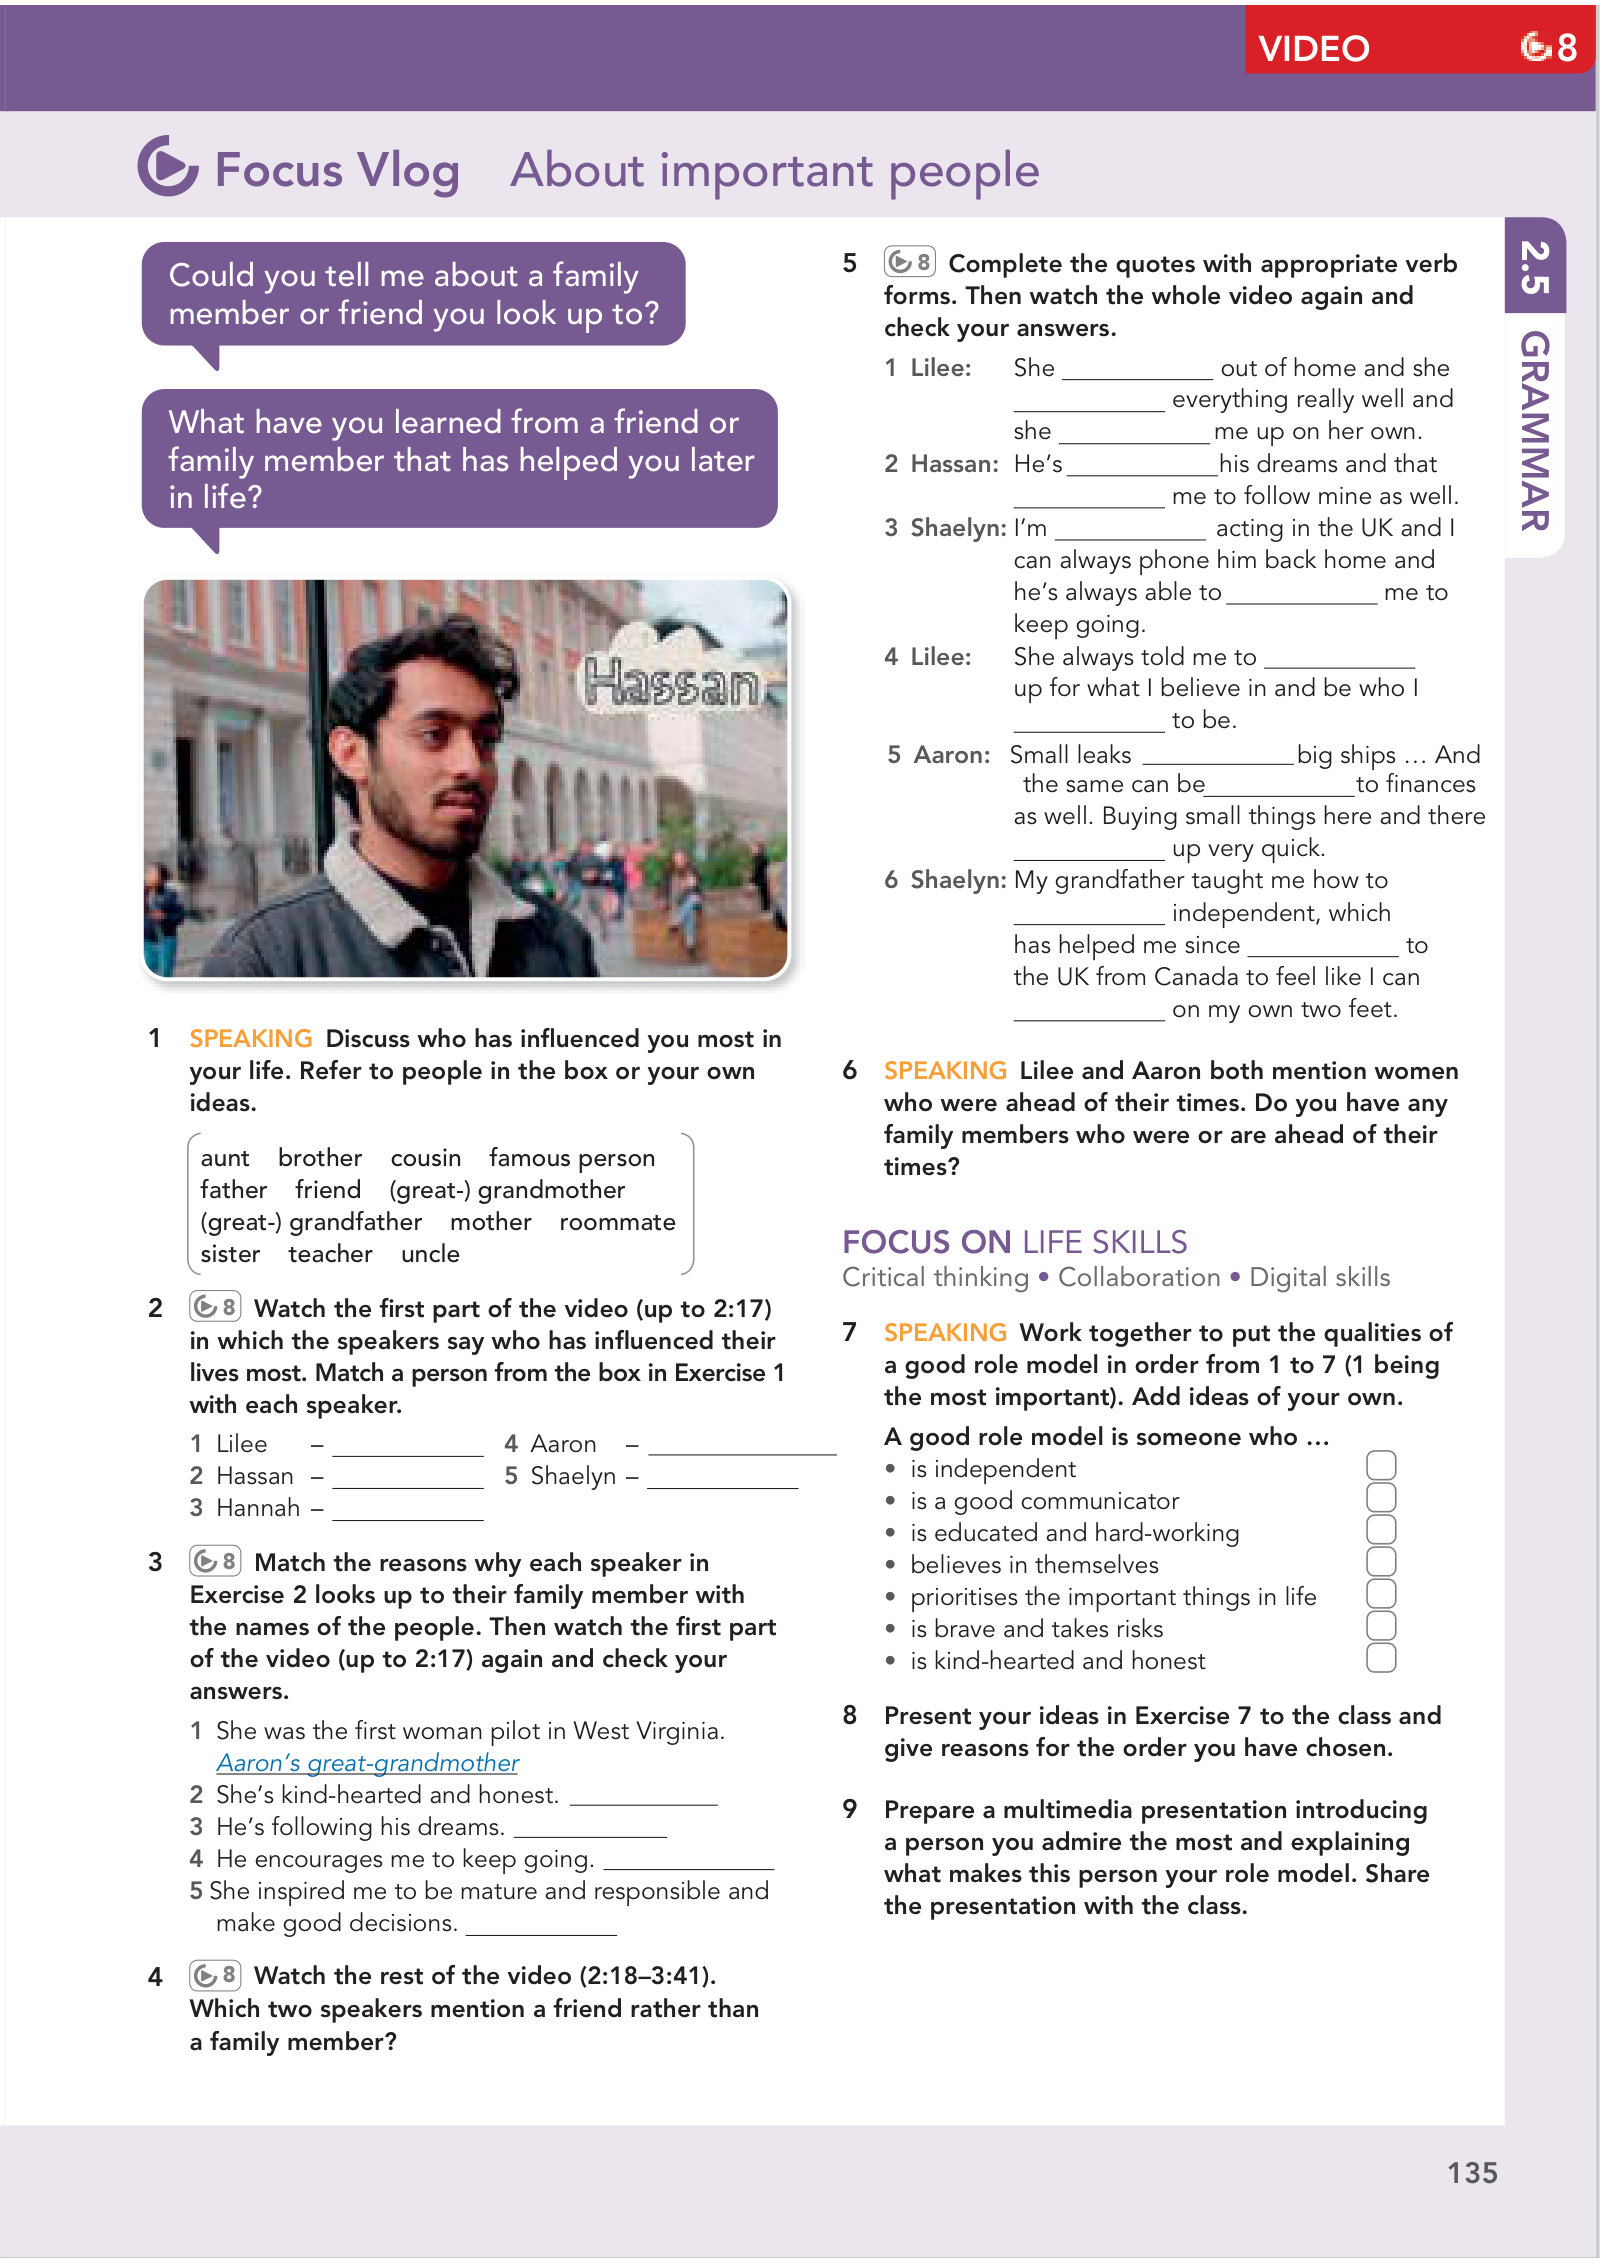 VIDEO 8
Focus Vlog About important people
Could you tell me about a family
member or friend you look up to?
What have you learned from a friend or
family member that has helped you later
in life?
Hassan
1 SPEAKING Discuss who has influenced you most in
your life. Refer to people in the box or your own
ideas.
aunt brother cousin famous person
father friend (great-) grandmother
(great-) grandfather mother roommate
sister teacher uncle
2 8 Watch the first part of the video (up to 2:17)
in which the speakers say who has influenced their
lives most. Match a person from the box in Exercise 1
with each speaker.
1 Lilee – ____________ 4 Aaron – ____________
2 Hassan – ____________ 5 Shaelyn – ____________
3 Hannah – ____________
3 8 Match the reasons why each speaker in
Exercise 2 looks up to their family member with
the names of the people. Then watch the first part
of the video (up to 2:17) again and check your
answers.
1 She was the first woman pilot in West Virginia.
Aaron's great-grandmother
2 She's kind-hearted and honest. ____________
3 He's following his dreams. ____________
4 He encourages me to keep going. ____________
5 She inspired me to be mature and responsible and
make good decisions. ____________
4 8 Watch the rest of the video (2:18–3:41).
Which two speakers mention a friend rather than
a family member?
5 8 Complete the quotes with appropriate verb
forms. Then watch the whole video again and
check your answers.
1 Lilee: She ____________ out of home and she
____________ everything really well and
she ____________ me up on her own.
2 Hassan: He's ____________ his dreams and that
____________ me to follow mine as well.
3 Shaelyn: I'm ____________ acting in the UK and I
can always phone him back home and
he's always able to ____________ me to
keep going.
4 Lilee: She always told me to ____________
up for what I believe in and be who I
____________ to be.
5 Aaron: Small leaks ____________ big ships … And
the same can be ____________ to finances
as well. Buying small things here and there
____________ up very quick.
6 Shaelyn: My grandfather taught me how to
____________ independent, which
has helped me since ____________ to
the UK from Canada to feel like I can
____________ on my own two feet.
6 SPEAKING Lilee and Aaron both mention women
who were ahead of their times. Do you have any
family members who were or are ahead of their
times?
FOCUS ON LIFE SKILLS
Critical thinking • Collaboration • Digital skills
7 SPEAKING Work together to put the qualities of
a good role model in order from 1 to 7 (1 being
the most important). Add ideas of your own.
A good role model is someone who …
• is independent
• is a good communicator
• is educated and hard-working
• believes in themselves
• prioritises the important things in life
• is brave and takes risks
• is kind-hearted and honest
8 Present your ideas in Exercise 7 to the class and
give reasons for the order you have chosen.
9 Prepare a multimedia presentation introducing
a person you admire the most and explaining
what makes this person your role model. Share
the presentation with the class.
2.5 GRAMMAR
135